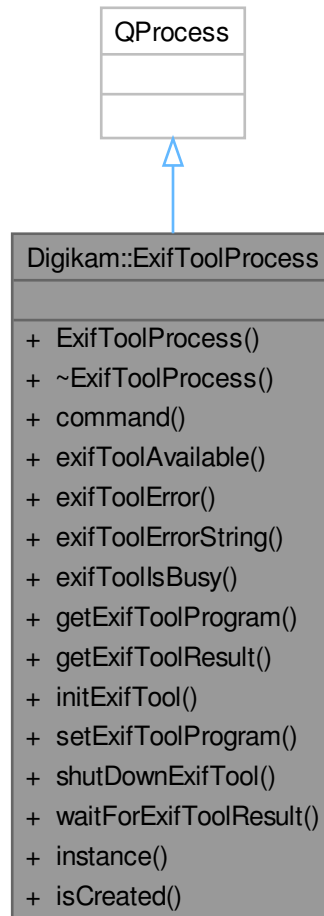 QProcess
Digikam::ExifToolProcess
+ ExifToolProcess()
+ ~ExifToolProcess()
+ command()
+ exifToolAvailable()
+ exifToolError()
+ exifToolErrorString()
+ exifToolIsBusy()
+ getExifToolProgram()
+ getExifToolResult()
+ initExifTool()
+ setExifToolProgram()
+ shutDownExifTool()
+ waitForExifToolResult()
+ instance()
+ isCreated()